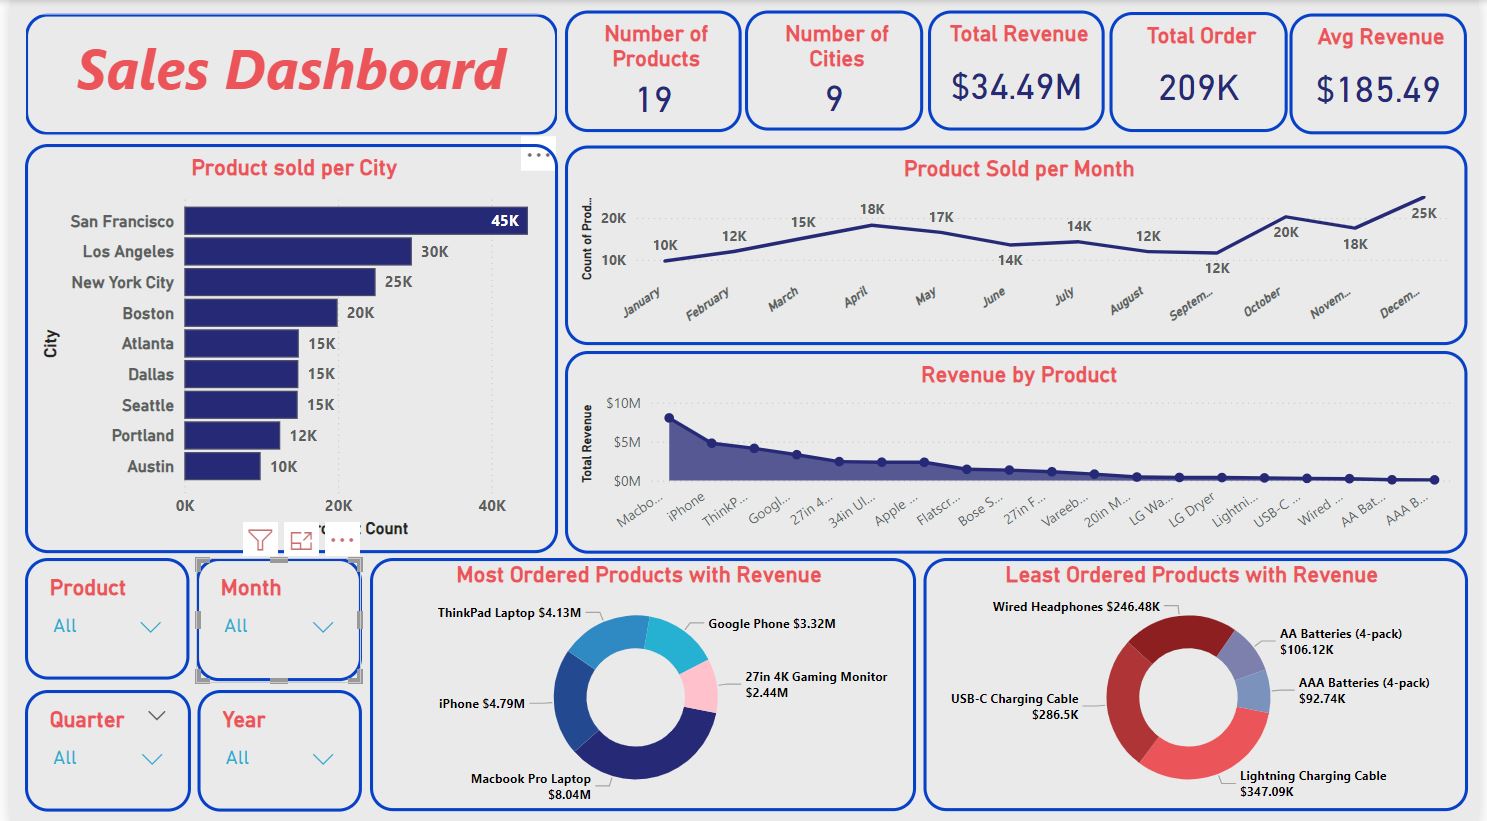 Sales Dashboard
Number of
Products
19
Number of
Cities
9
Total Revenue
$34.49M
Total Order
209K
Avg Revenue
$185.49
Product sold per City
City
San Francisco
45K
Los Angeles
30K
New York City
25K
Boston
20K
Atlanta
15K
Dallas
15K
Seattle
15K
Portland
12K
Austin
10K
0K
20K
40K
Count
Product Sold per Month
Count of Prod...
20K
10K
10K
12K
15K
18K
17K
14K
14K
12K
12K
20K
18K
25K
January
February
March
April
May
June
July
August
Septem...
October
Novem...
Decem...
Revenue by Product
Total Revenue
$10M
$5M
$0M
Macbo...
iPhone
ThinkP...
Googl...
27in 4...
34in Ul...
Apple ...
Flatscr...
Bose S...
27in F...
Vareeb...
20in M...
LG Wa...
LG Dryer
Lightni...
USB-C ...
Wired ...
AA Bat...
AAA B...
Product
All
Month
All
Quarter
All
Year
All
Most Ordered Products with Revenue
ThinkPad Laptop $4.13M
Google Phone $3.32M
27in 4K Gaming Monitor
$2.44M
iPhone $4.79M
Macbook Pro Laptop
$8.04M
Least Ordered Products with Revenue
Wired Headphones $246.48K
AA Batteries (4-pack)
$106.12K
AAA Batteries (4-pack)
$92.74K
USB-C Charging Cable
$286.5K
Lightning Charging Cable
$347.09K